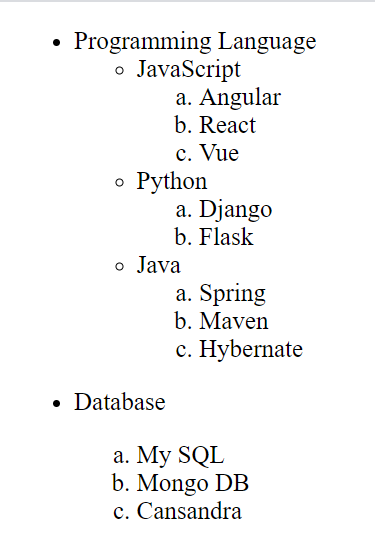 • Programming Language
○ JavaScript
a. Angular
b. React
c. Vue
○ Python
a. Django
b. Flask
○ Java
a. Spring
b. Maven
c. Hybernate
• Database
a. My SQL
b. Mongo DB
c. Cansandra